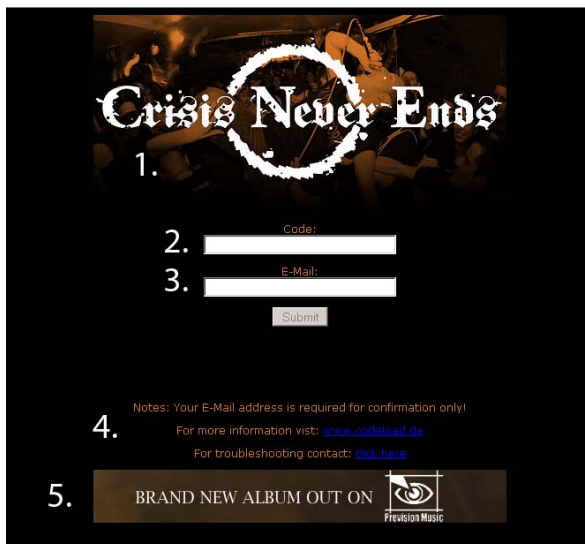 Crisis Never Ends
1.
2.
Code:
3.
E-Mail:
Submit
Notes: Your E-Mail address is required for confirmation only!
4.
For more information vist: www.codeload.de
For troubleshooting contact: click here
5.
BRAND NEW ALBUM OUT ON
Prevision Music